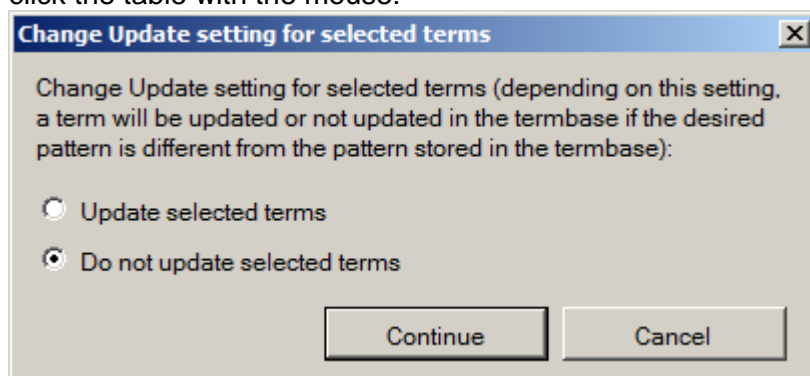 click the table with the mouse.
Change Update setting for selected terms
Change Update setting for selected terms (depending on this setting,
a term will be updated or not updated in the termbase if the desired
pattern is different from the pattern stored in the termbase):
Update selected terms
Do not update selected terms
Continue Cancel